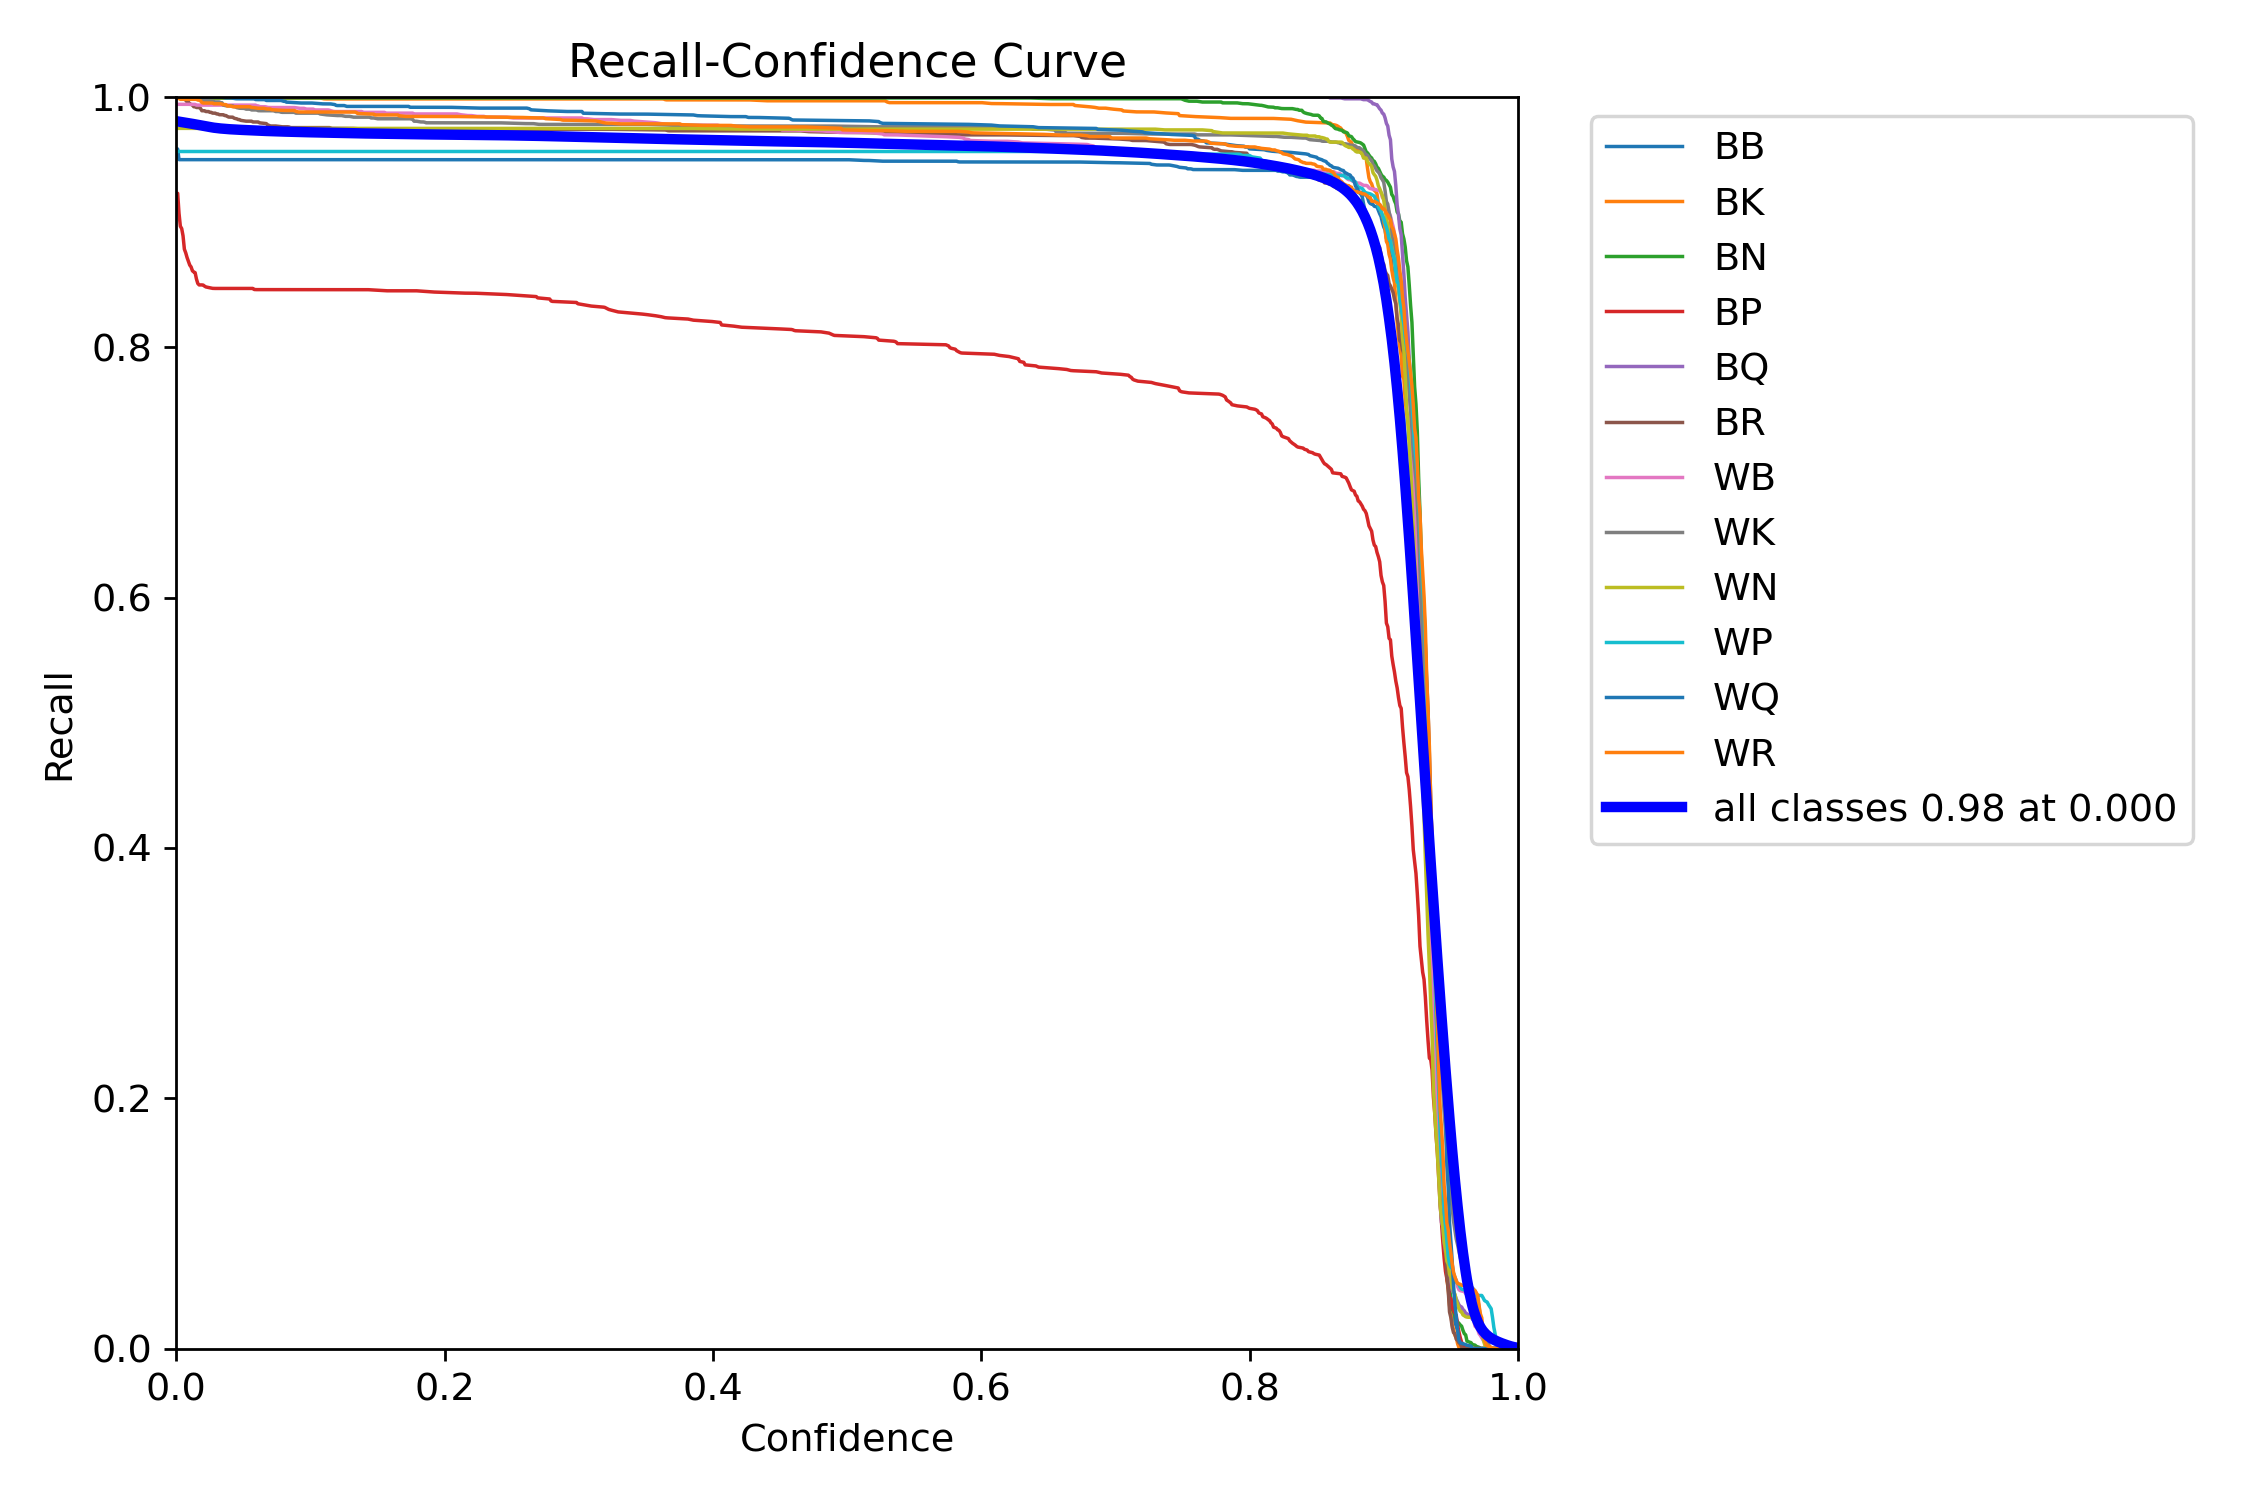 Recall-Confidence Curve
1.0
0.8
0.6
0.4
0.2
0.0
Recall
0.0 0.2 0.4 0.6 0.8 1.0
Confidence
BB
BK
BN
BP
BQ
BR
WB
WK
WN
WP
WQ
WR
all classes 0.98 at 0.000